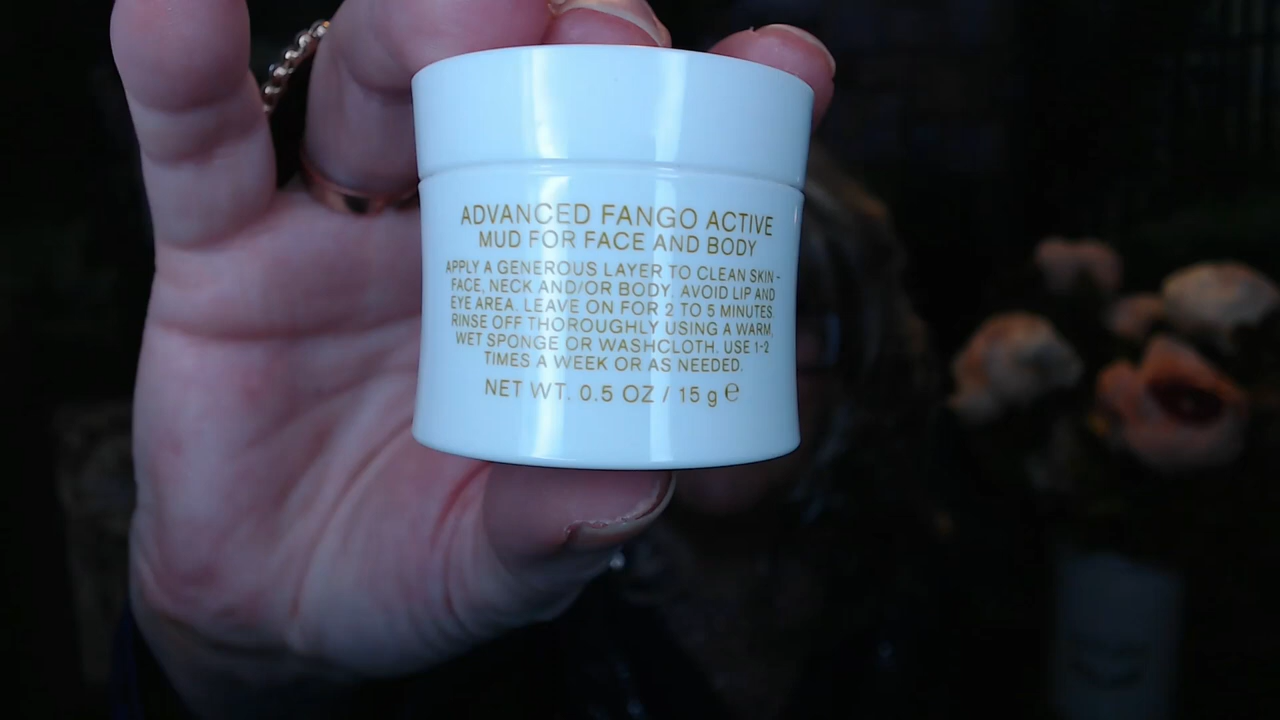 ADVANCED FANGO ACTIVE
MUD FOR FACE AND BODY
APPLY A GENEROUS LAYER TO CLEAN SKIN -
FACE, NECK AND/OR BODY. AVOID LIP AND
EYE AREA. LEAVE ON FOR 2 TO 5 MINUTES.
RINSE OFF THOROUGHLY USING A WARM,
WET SPONGE OR WASHCLOTH. USE 1-2
TIMES A WEEK OR AS NEEDED.
NET WT. 0.5 OZ / 15 g ℮